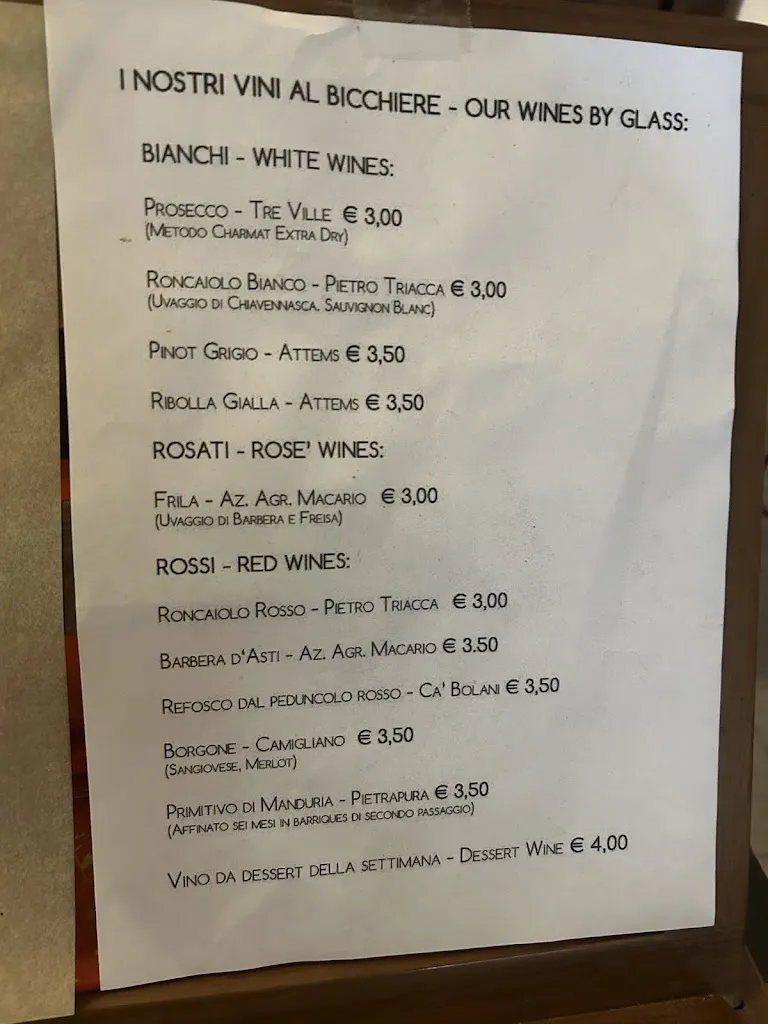 I NOSTRI VINI AL BICCHIERE - OUR WINES BY GLASS:
BIANCHI - WHITE WINES:
PROSECCO - TRE VILLE € 3,00
(METODO CHARMAT EXTRA DRY)
RONCAIOLO BIANCO - PIETRO TRIACCA € 3,00
(UVAGGIO DI CHIAVENNASCA. SAUVIGNON BLANC)
PINOT GRIGIO - ATTEMS € 3,50
RIBOLLA GIALLA - ATTEMS € 3,50
ROSATI - ROSE' WINES:
FRILA - AZ. AGR. MACARIO € 3,00
(UVAGGIO DI BARBERA E FREISA)
ROSSI - RED WINES:
RONCAIOLO ROSSO - PIETRO TRIACCA € 3,00
BARBERA D'ASTI - AZ. AGR. MACARIO € 3.50
REFOSCO DAL PEDUNCOLO ROSSO - CA' BOLANI € 3,50
BORGONE - CAMIGLIANO € 3,50
(SANGIOVESE, MERLOT)
PRIMITIVO DI MANDURIA - PIETRAPURA € 3,50
(AFFINATO SEI MESI IN BARRIQUES DI SECONDO PASSAGGIO)
VINO DA DESSERT DELLA SETTIMANA - DESSERT WINE € 4,00